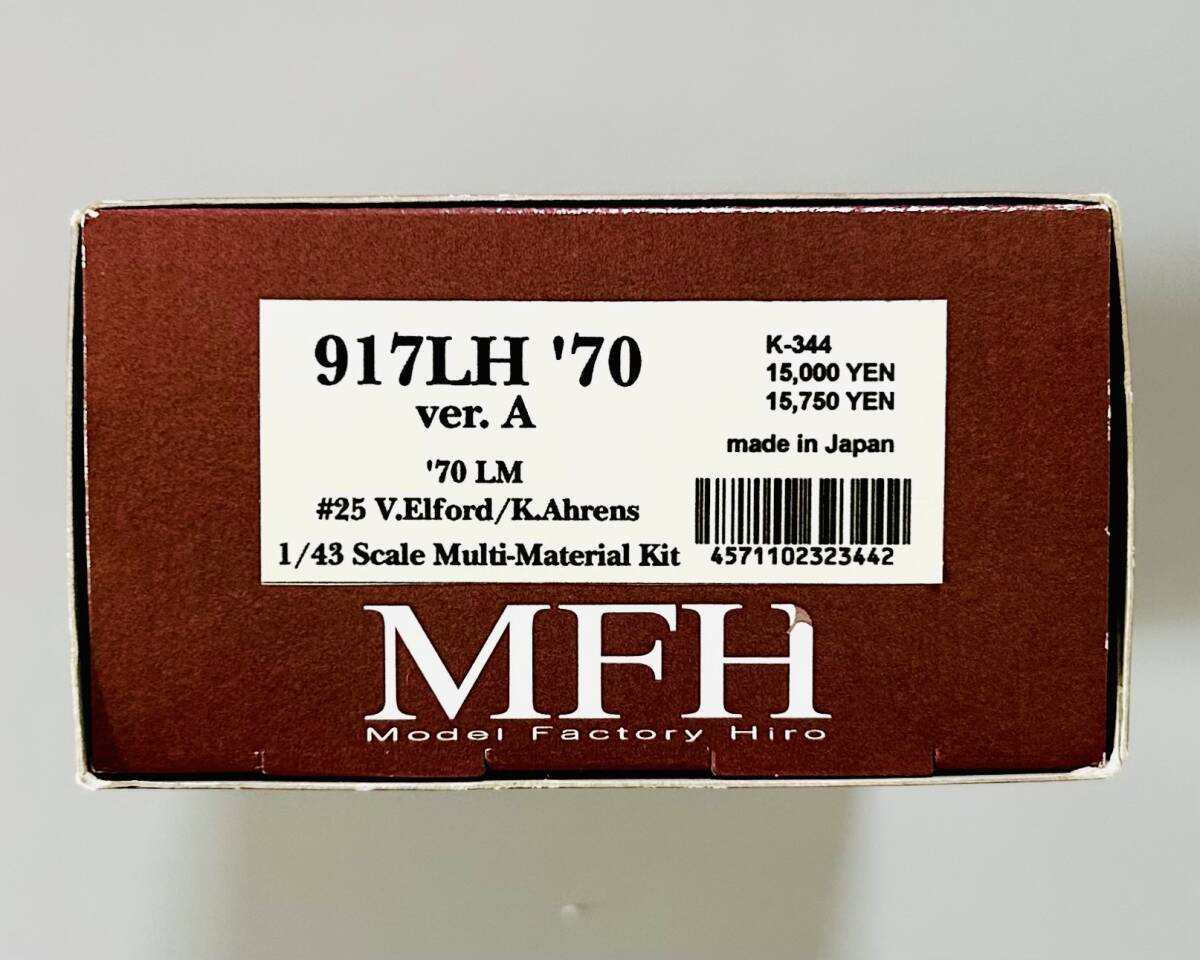 917LH '70
ver. A
'70 LM
#25 V.Elford/K.Ahrens
1/43 Scale Multi-Material Kit
K-344
15,000 YEN
15,750 YEN
made in Japan
4571102323442
MFH
Model Factory Hiro